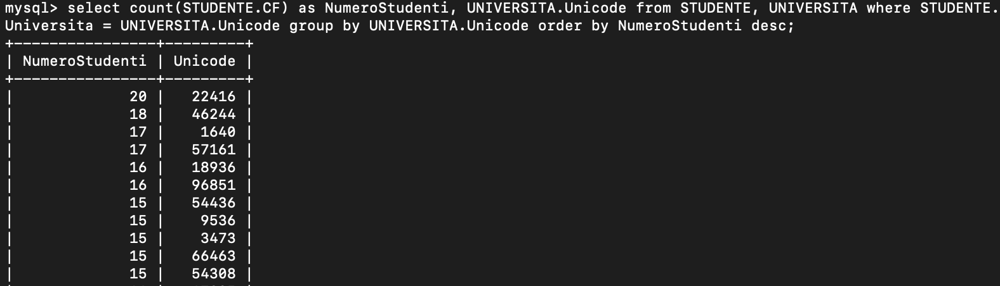 mysql> select count(STUDENTE.CF) as NumeroStudenti, UNIVERSITA.Unicode from STUDENTE, UNIVERSITA where STUDENTE.
Universita = UNIVERSITA.Unicode group by UNIVERSITA.Unicode order by NumeroStudenti desc;
+----------------+---------+
| NumeroStudenti | Unicode |
+----------------+---------+
|             20 |   22416 |
|             18 |   46244 |
|             17 |    1640 |
|             17 |   57161 |
|             16 |   18936 |
|             16 |   96851 |
|             15 |   54436 |
|             15 |    9536 |
|             15 |    3473 |
|             15 |   66463 |
|             15 |   54308 |